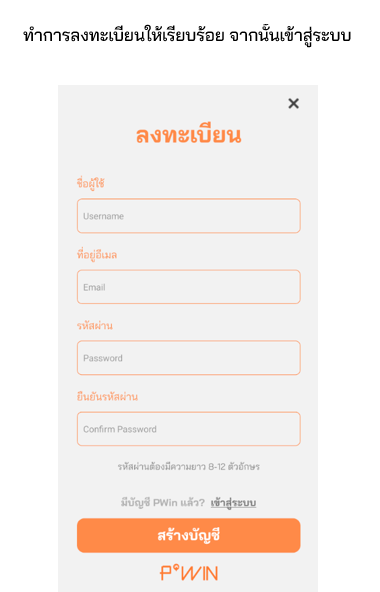 ทำการลงทะเบียนให้เรียบร้อย จากนั้นเข้าสู่ระบบ
ลงทะเบียน
ชื่อผู้ใช้
Username
ที่อยู่อีเมล
Email
รหัสผ่าน
Password
ยืนยันรหัสผ่าน
Confirm Password
รหัสผ่านต้องมีความยาว 8-12 ตัวอักษร
มีบัญชี PWin แล้ว? เข้าสู่ระบบ
สร้างบัญชี
PWIN